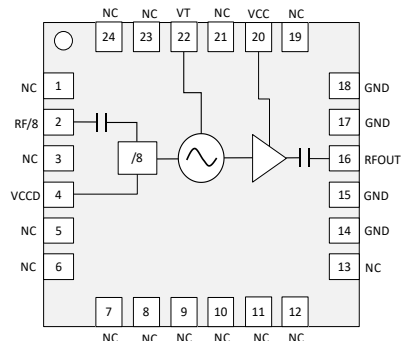 NC NC VT NC VCC NC
24 23 22 21 20 19
NC 1 18 GND
17 GND
RF/8 2
NC 3 /8 16 RFOUT
VCCD 4 15 GND
NC 5 14 GND
NC 6 13 NC
7 8 9 10 11 12
NC NC NC NC NC NC